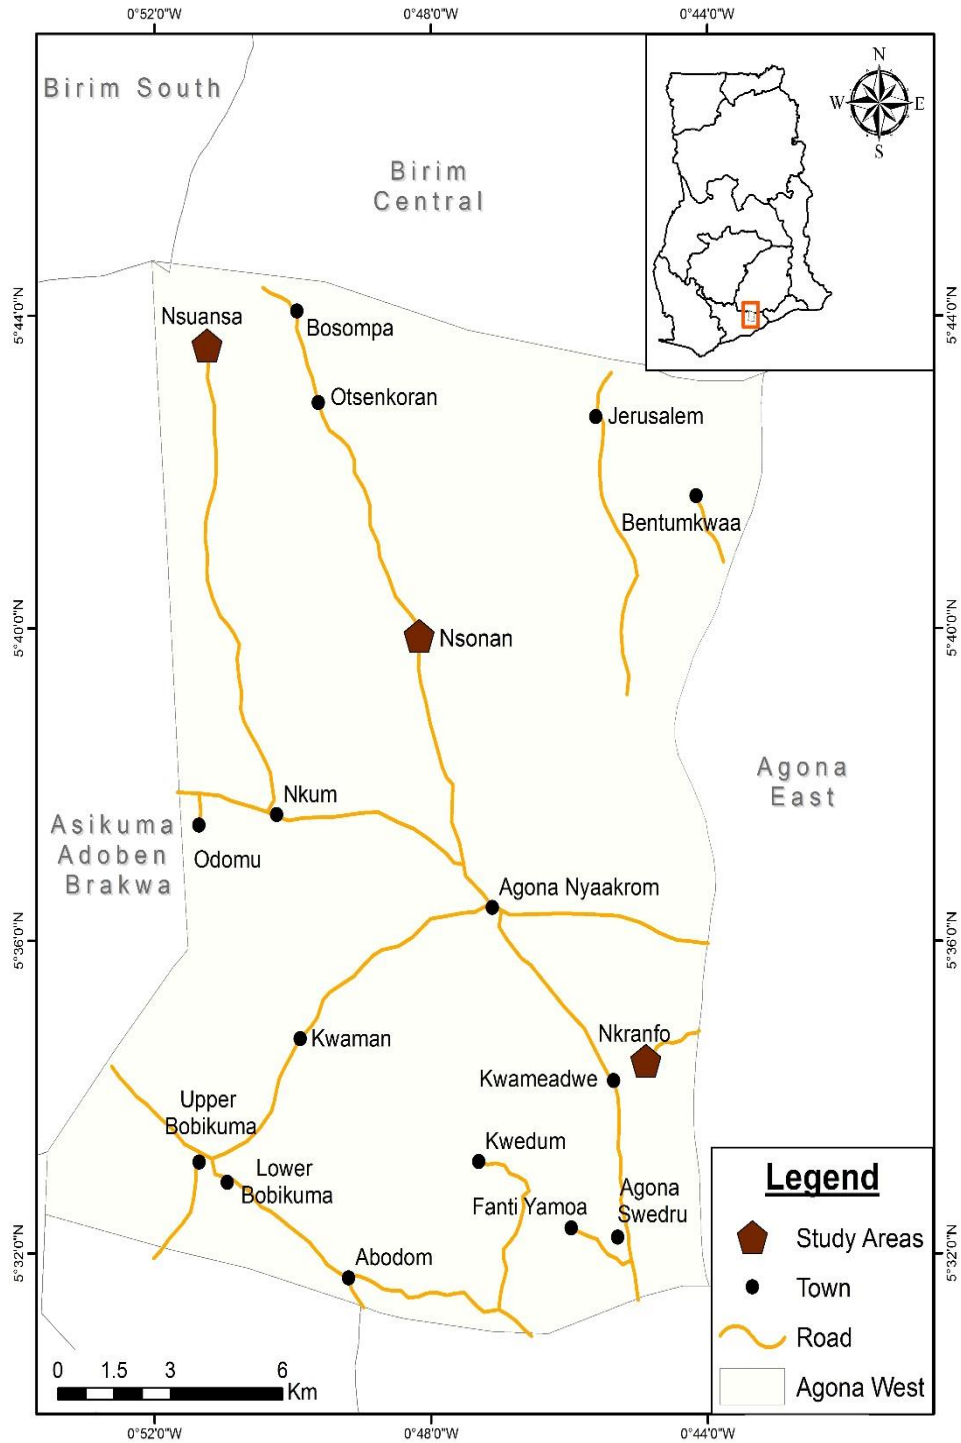 0°52'0"W
0°48'0"W
0°44'0"W
Birim South
Birim
Central
N
W
E
S
5°44'0"N
5°44'0"N
Nsuansa
Bosompa
Otsenkoran
Jerusalem
Bentumkwaa
5°40'0"N
5°40'0"N
Nsonan
Agona
East
Nkum
Asikuma
Adoben
Brakwa
Odomu
Agona Nyaakrom
5°36'0"N
5°36'0"N
Kwaman
Nkranfo
Kwameadwe
Upper
Bobikuma
Kwedum
Lower
Bobikuma
Fanti Yamoa
Agona
Swedru
Abodom
5°32'0"N
5°32'0"N
Legend
Study Areas
Town
Road
Agona West
0 1.5 3 6
Km
0°52'0"W
0°48'0"W
0°44'0"W